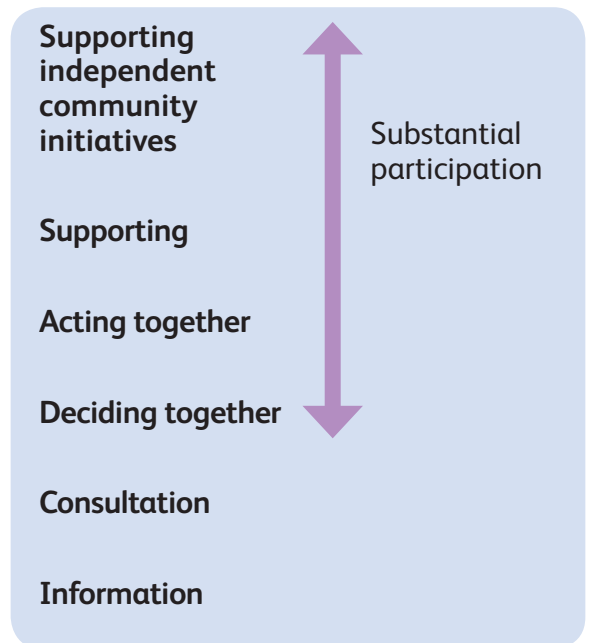 Supporting
independent
community
initiatives
Substantial
participation
Supporting
Acting together
Deciding together
Consultation
Information